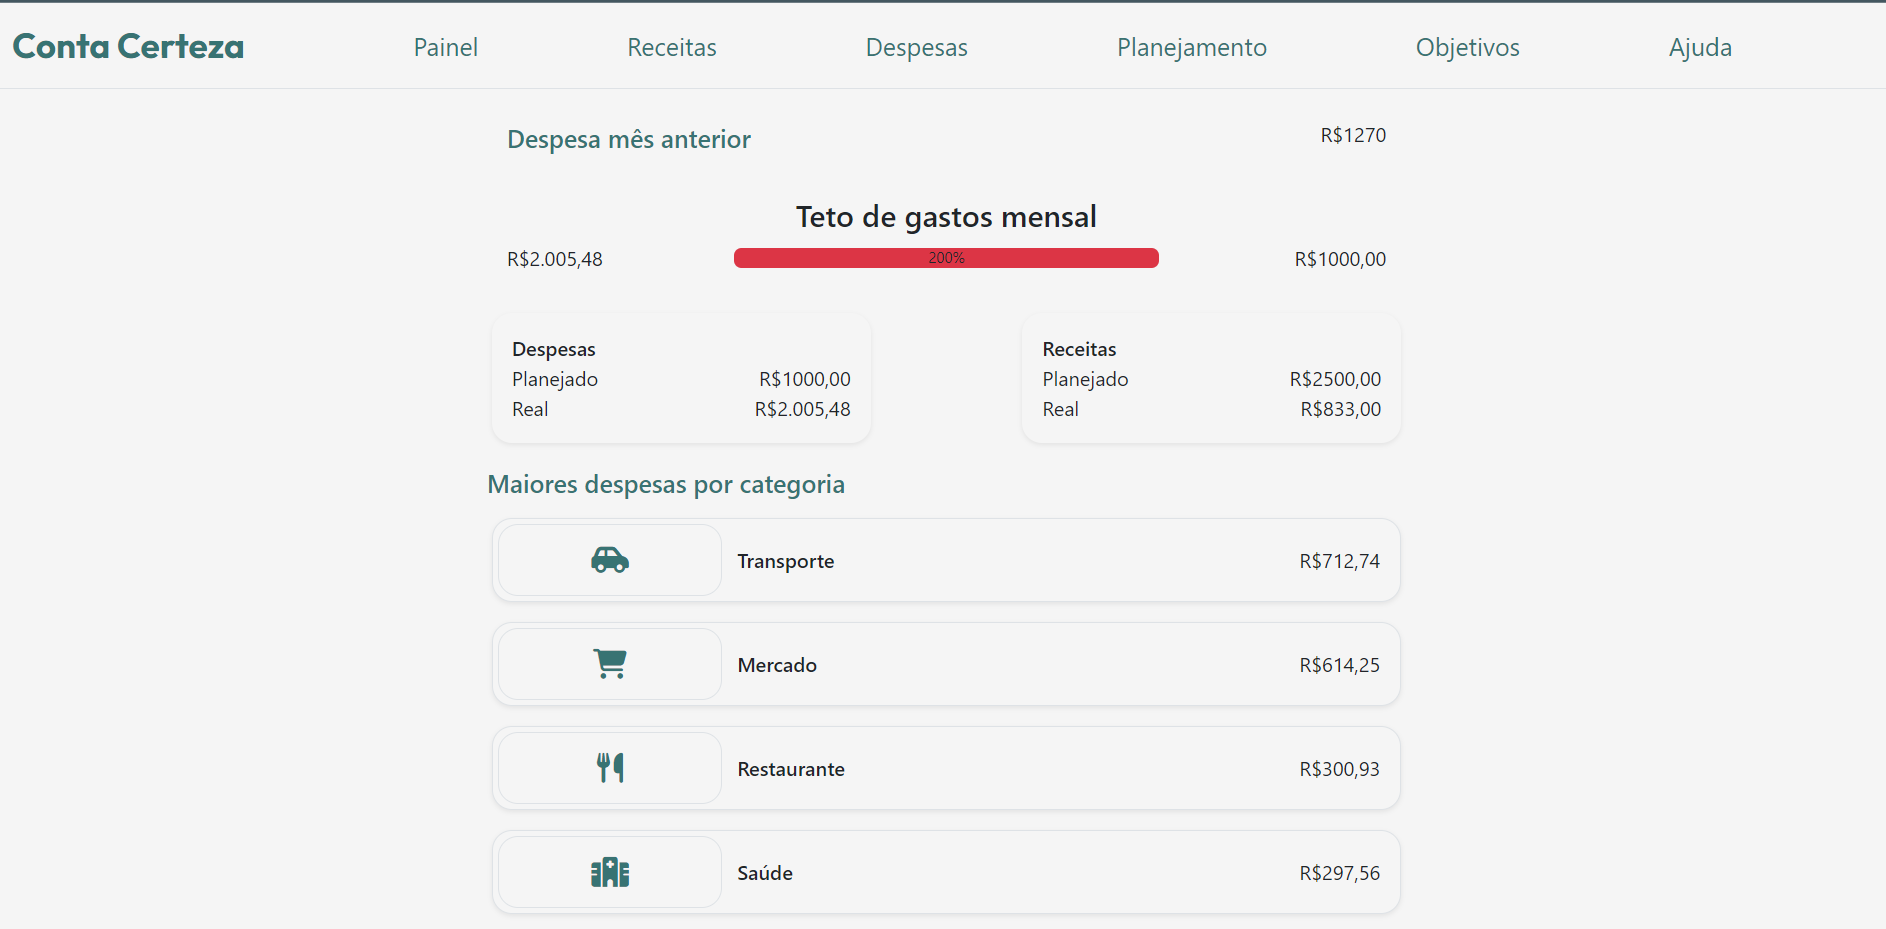 Conta Certeza Painel Receitas Despesas Planejamento Objetivos Ajuda
Despesa mês anterior R$1270
Teto de gastos mensal
R$2.005,48 200% R$1000,00
Despesas
Planejado R$1000,00
Real R$2.005,48
Receitas
Planejado R$2500,00
Real R$833,00
Maiores despesas por categoria
Transporte R$712,74
Mercado R$614,25
Restaurante R$300,93
Saúde R$297,56